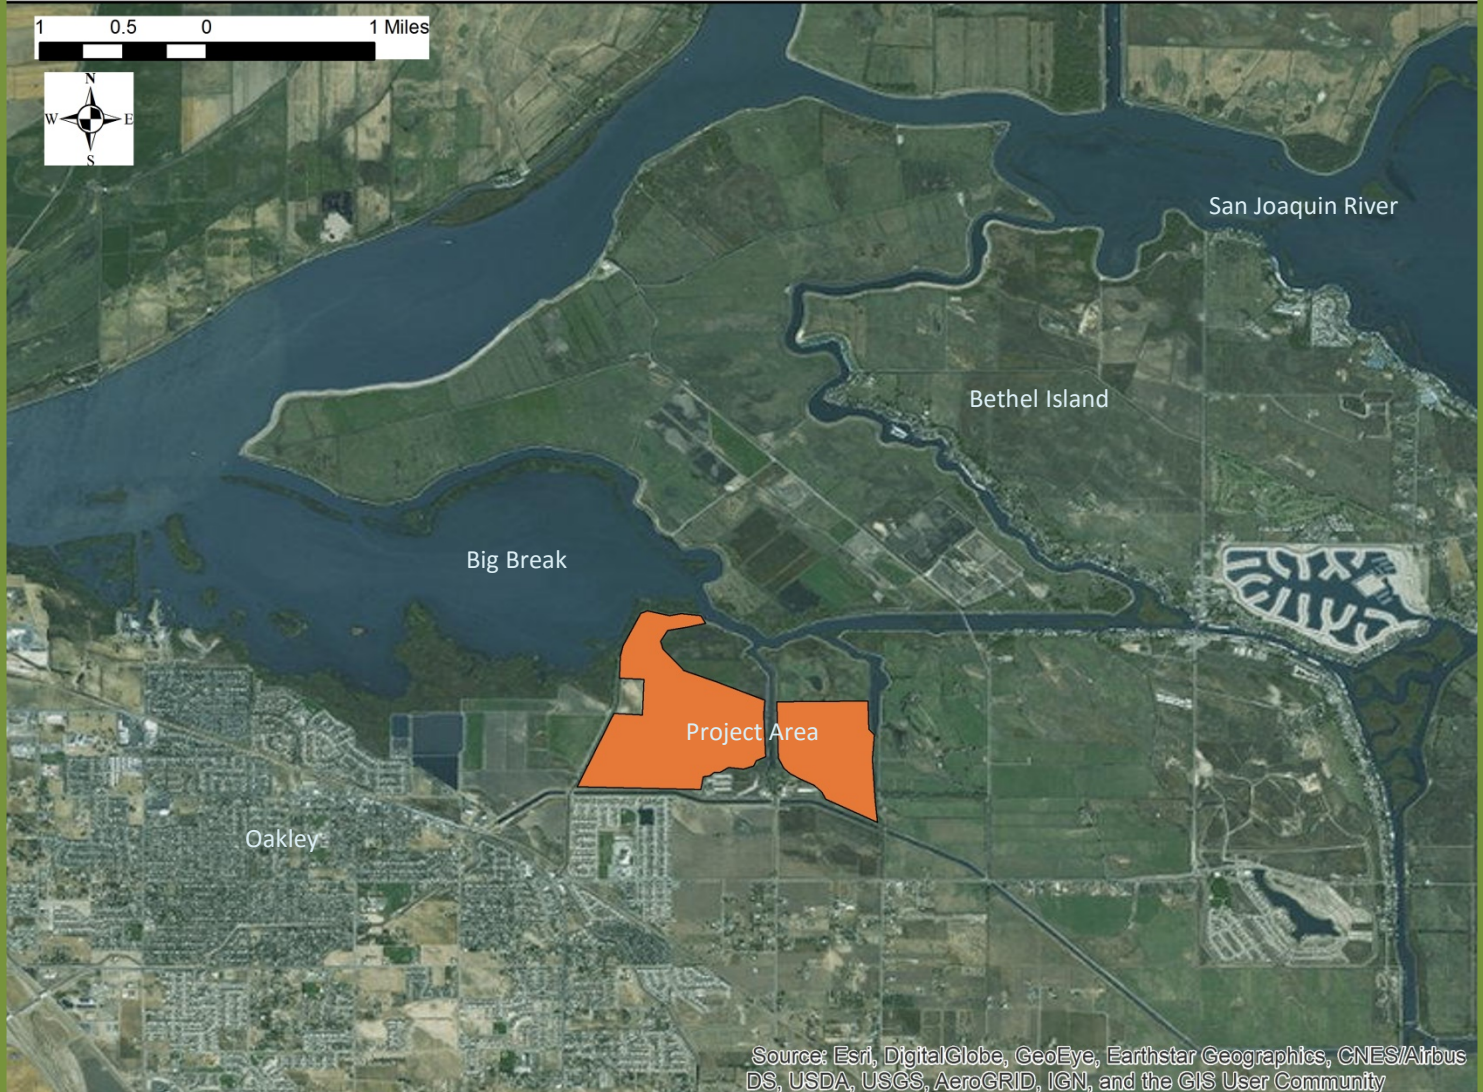 1 0.5 0 1 Miles
N
W E
S
San Joaquin River
Bethel Island
Big Break
Project Area
Oakley
Source: Esri, DigitalGlobe, GeoEye, Earthstar Geographics, CNES/Airbus
DS, USDA, USGS, AeroGRID, IGN, and the GIS User Community